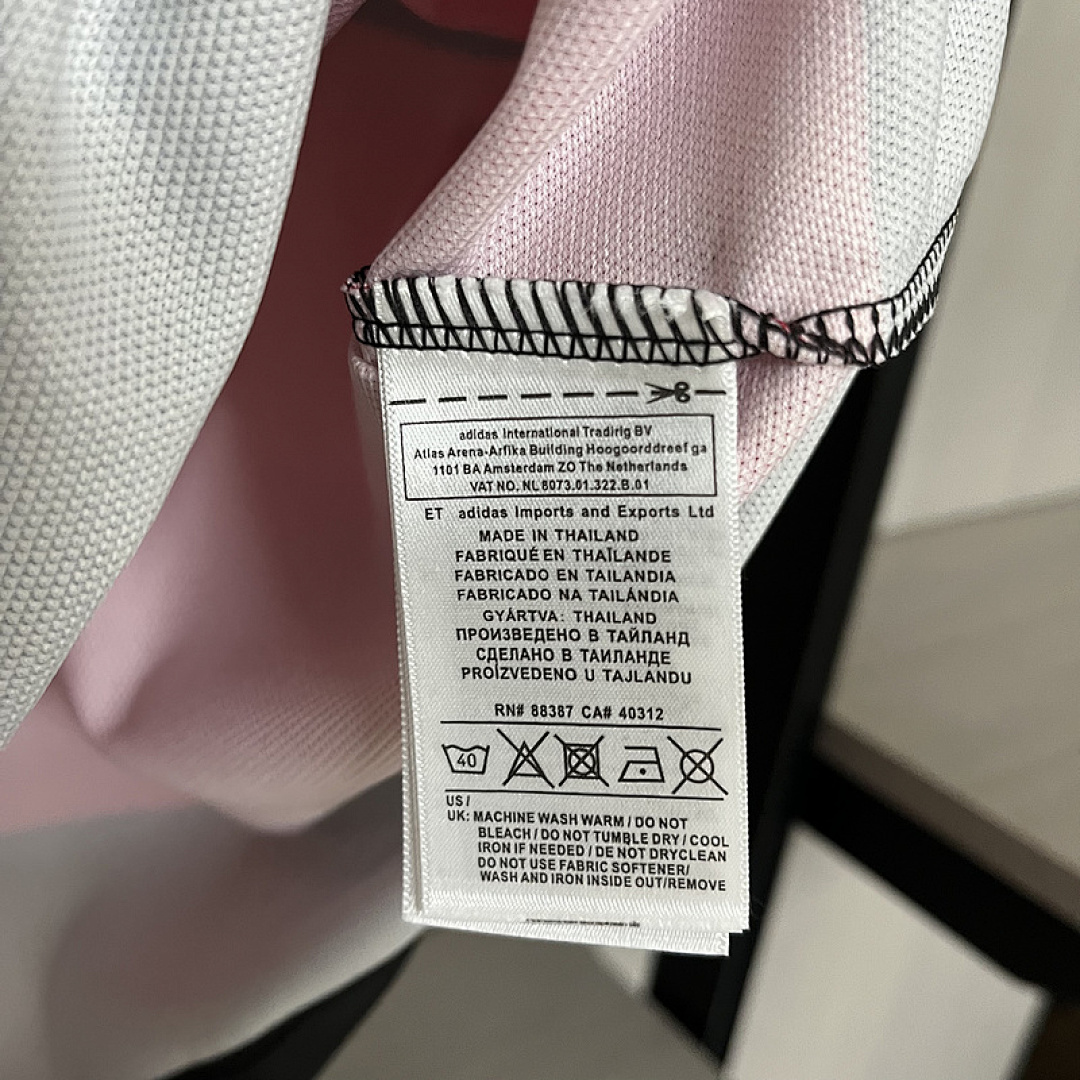 adidas International Tradirig BV
Atlas Arena-Arfika Building Hoogoorddreef ga
1101 BA Amsterdam ZO The Netherlands
VAT NO. NL 8073.01.322.B.01
ET adidas Imports and Exports Ltd
MADE IN THAILAND
FABRIQUÉ EN THAÏLANDE
FABRICADO EN TAILANDIA
FABRICADO NA TAILÁNDIA
GYÁRTVA: THAILAND
ПРОИЗВЕДЕНО В ТАЙЛАНД
СДЕЛАНО В ТАИЛАНДЕ
PROÍZVEDENO U TAJLANDU
RN# 88387 CA# 40312
40
US /
UK: MACHINE WASH WARM / DO NOT
BLEACH / DO NOT TUMBLE DRY / COOL
IRON IF NEEDED / DE NOT DRYCLEAN
DO NOT USE FABRIC SOFTENER/
WASH AND IRON INSIDE OUT/REMOVE